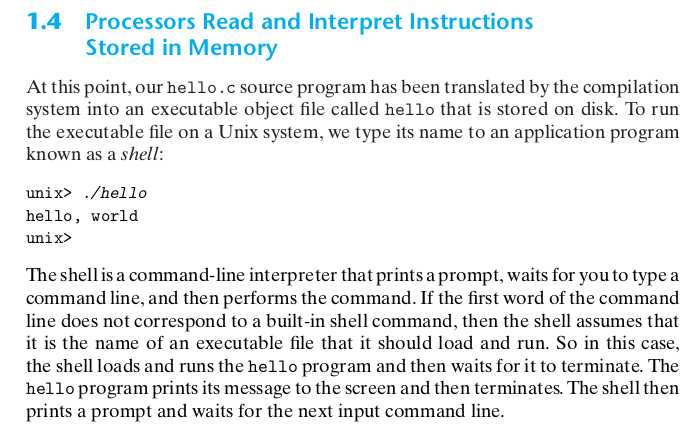 1.4 Processors Read and Interpret Instructions
Stored in Memory
At this point, our hello.c source program has been translated by the compilation
system into an executable object file called hello that is stored on disk. To run
the executable file on a Unix system, we type its name to an application program
known as a shell:
unix> ./hello
hello, world
unix>
The shell is a command-line interpreter that prints a prompt, waits for you to type a
command line, and then performs the command. If the first word of the command
line does not correspond to a built-in shell command, then the shell assumes that
it is the name of an executable file that it should load and run. So in this case,
the shell loads and runs the hello program and then waits for it to terminate. The
hello program prints its message to the screen and then terminates. The shell then
prints a prompt and waits for the next input command line.